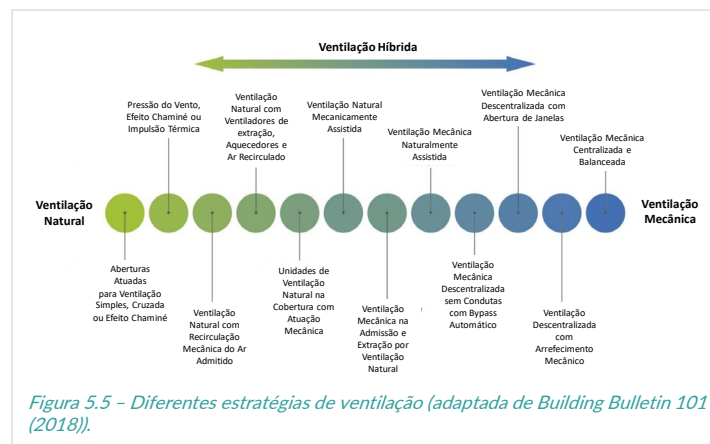 Ventilação Híbrida
Pressão do Vento,
Efeito Chaminé ou
Impulsão Térmica
Ventilação
Natural com
Ventiladores de
extração,
Aquecedores e
Ar Recirculado
Ventilação Natural
Mecanicamente
Assistida
Ventilação Mecânica
Naturalmente
Assistida
Ventilação Mecânica
Descentralizada com
Abertura de Janelas
Ventilação Mecânica
Centralizada e
Balanceada
Ventilação
Natural
Ventilação
Mecânica
Aberturas
Atuadas
para Ventilação
Simples, Cruzada
ou Efeito Chaminé
Ventilação
Natural com
Recirculação
Mecânica do Ar
Admitido
Unidades de
Ventilação
Natural na
Cobertura com
Atuação
Mecânica
Ventilação
Mecânica na
Admissão e
Extração por
Ventilação
Natural
Ventilação
Mecânica
Descentralizada
sem Condutas
com Bypass
Automático
Ventilação
Descentralizada
com
Arrefecimento
Mecânico
Figura 5.5 – Diferentes estratégias de ventilação (adaptada de Building Bulletin 101
(2018)).